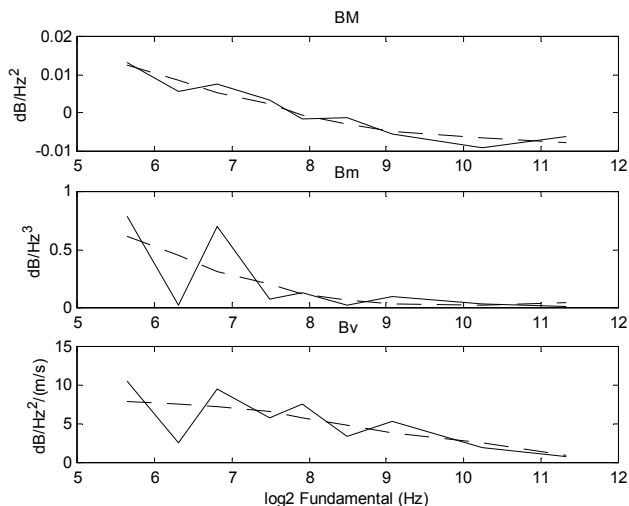 BM
0.02
0.01
0
-0.01
dB/Hz2
5 6 7 8 9 10 11 12
Bm
1
0.5
0
dB/Hz3
5 6 7 8 9 10 11 12
Bv
15
10
5
0
dB/Hz2/(m/s)
5 6 7 8 9 10 11 12
log2 Fundamental (Hz)